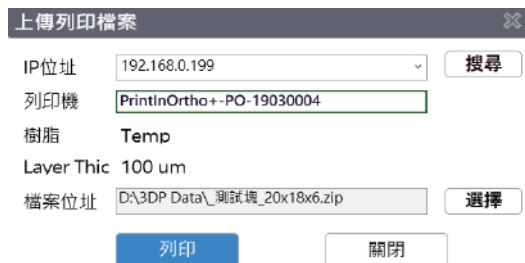 上傳列印檔案
IP位址 192.168.0.199 搜尋
列印機 PrintInOrtho+-PO-19030004
樹脂 Temp
Layer Thic 100 um
檔案位址 D:\3DP Data\_測試塊_20x18x6.zip 選擇
列印 關閉